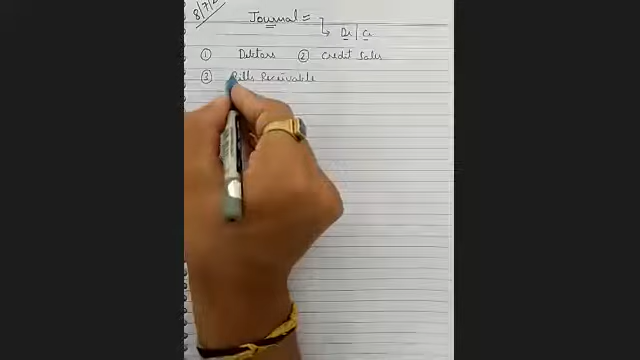 8/7/2
Journal =
→ Dr | Cr
① Debtors ② Credit Sales
③ Bills Receivable